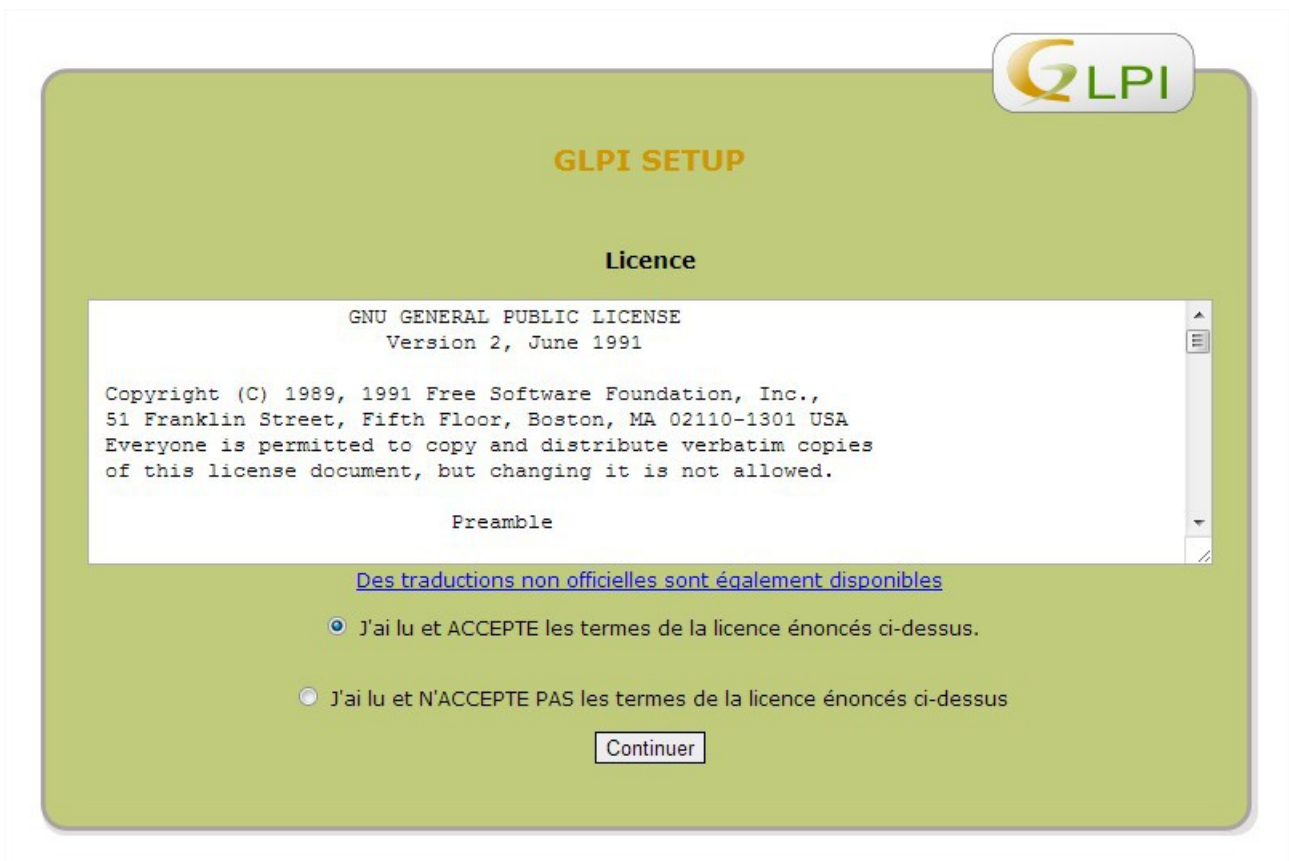 GLPI
GLPI SETUP
Licence
GNU GENERAL PUBLIC LICENSE
Version 2, June 1991
Copyright (C) 1989, 1991 Free Software Foundation, Inc.,
51 Franklin Street, Fifth Floor, Boston, MA 02110-1301 USA
Everyone is permitted to copy and distribute verbatim copies
of this license document, but changing it is not allowed.
Preamble
Des traductions non officielles sont également disponibles
J'ai lu et ACCEPTE les termes de la licence énoncés ci-dessus.
J'ai lu et N'ACCEPTE PAS les termes de la licence énoncés ci-dessus
Continuer